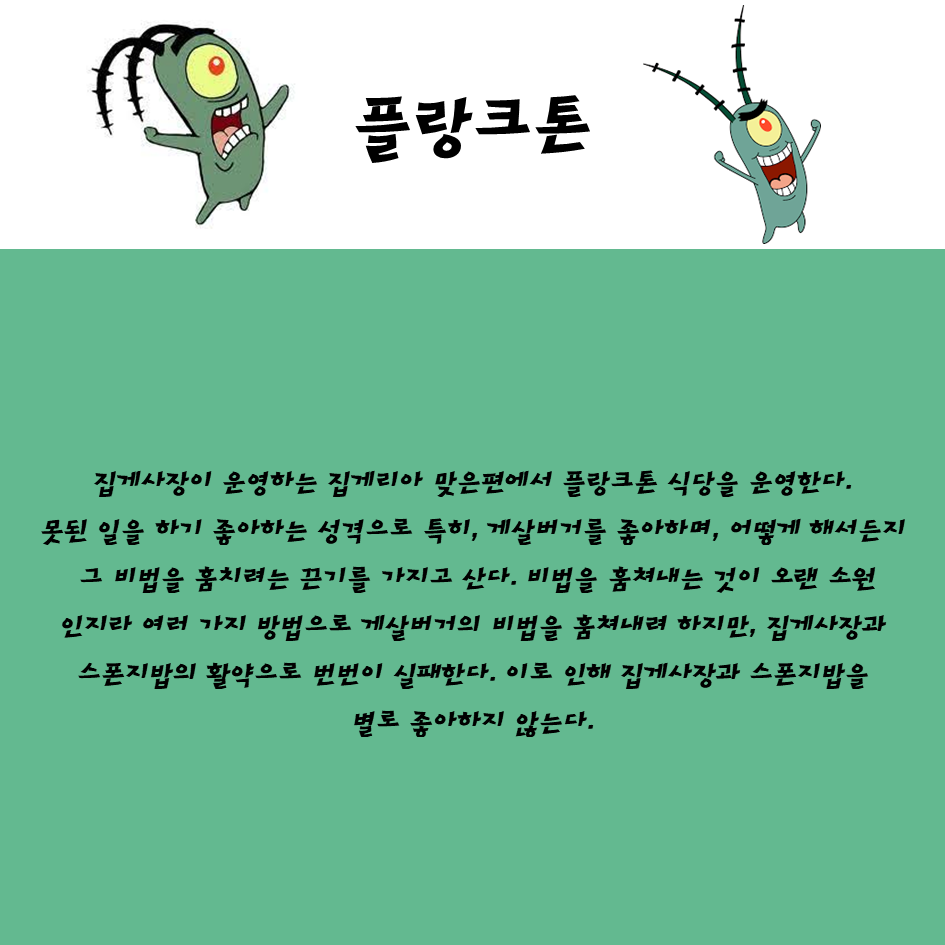 플랑크톤
집게사장이 운영하는 집게리아 맞은편에서 플랑크톤 식당을 운영한다.
못된 일을 하기 좋아하는 성격으로 특히, 게살버거를 좋아하며, 어떻게 해서든지
그 비법을 훔치려는 끈기를 가지고 산다. 비법을 훔쳐내는 것이 오랜 소원
인지라 여러 가지 방법으로 게살버거의 비법을 훔쳐내려 하지만, 집게사장과
스폰지밥의 활약으로 번번이 실패한다. 이로 인해 집게사장과 스폰지밥을
별로 좋아하지 않는다.